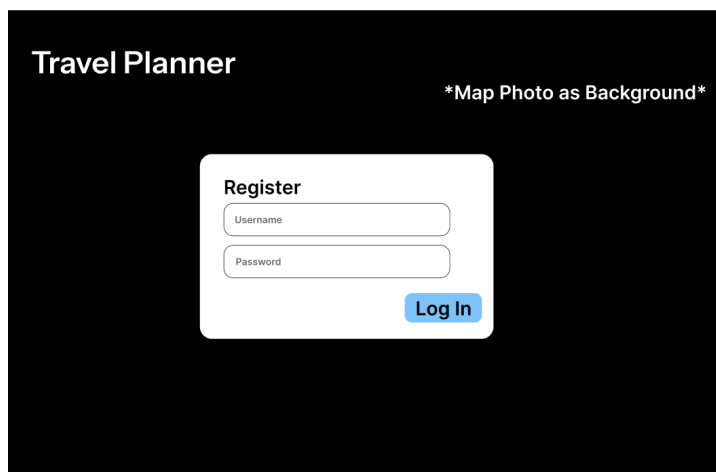 Travel Planner
*Map Photo as Background*
Register
Username
Password
Log In